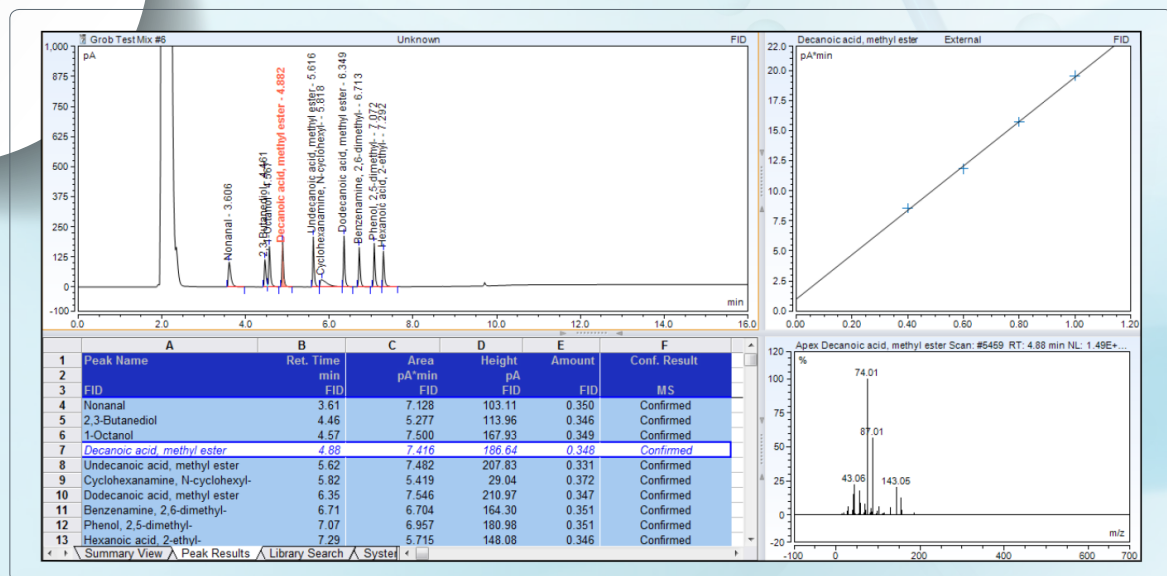 Grob Test Mix #6 Unknown FID
1,000
pA
875
750
625
500
375
250
125
0
-100
0.0 2.0 4.0 6.0 8.0 10.0 12.0 14.0 16.0
min
Nonanal - 3.606
2,3-Butanediol - 4.461
1-Octanol - 4.567
Decanoic acid, methyl ester - 4.882
Undecanoic acid, methyl ester - 5.616
Cyclohexanamine, N-cyclohexyl- - 5.818
Dodecanoic acid, methyl ester - 6.349
Benzenamine, 2,6-dimethyl- - 6.713
Phenol, 2,5-dimethyl- - 7.072
Hexanoic acid, 2-ethyl- - 7.292
Decanoic acid, methyl ester External FID
22.0
pA*min
20.0
17.5
15.0
12.5
10.0
7.5
5.0
2.5
0.0
0.00 0.20 0.40 0.60 0.80 1.00 1.20
A B C D E F
1 Peak Name Ret. Time Area Height Amount Conf. Result
2 min pA*min pA
3 FID FID FID FID FID MS
4 Nonanal 3.61 7.128 103.11 0.350 Confirmed
5 2,3-Butanediol 4.46 5.277 113.96 0.346 Confirmed
6 1-Octanol 4.57 7.500 167.93 0.349 Confirmed
7 Decanoic acid, methyl ester 4.88 7.416 186.64 0.348 Confirmed
8 Undecanoic acid, methyl ester 5.62 7.482 207.83 0.331 Confirmed
9 Cyclohexanamine, N-cyclohexyl- 5.82 5.419 29.04 0.372 Confirmed
10 Dodecanoic acid, methyl ester 6.35 7.546 210.97 0.347 Confirmed
11 Benzenamine, 2,6-dimethyl- 6.71 6.704 164.30 0.351 Confirmed
12 Phenol, 2,5-dimethyl- 7.07 6.957 180.98 0.351 Confirmed
13 Hexanoic acid, 2-ethyl- 7.29 5.715 148.08 0.346 Confirmed
Summary View Peak Results Library Search Syster
Apex Decanoic acid, methyl ester Scan: #5459 RT: 4.88 min NL: 1.49E+...
120
%
100
80
60
40
20
0
-20
74.01
87.01
43.06
143.05
m/z
-100 0 100 200 300 400 500 600 700